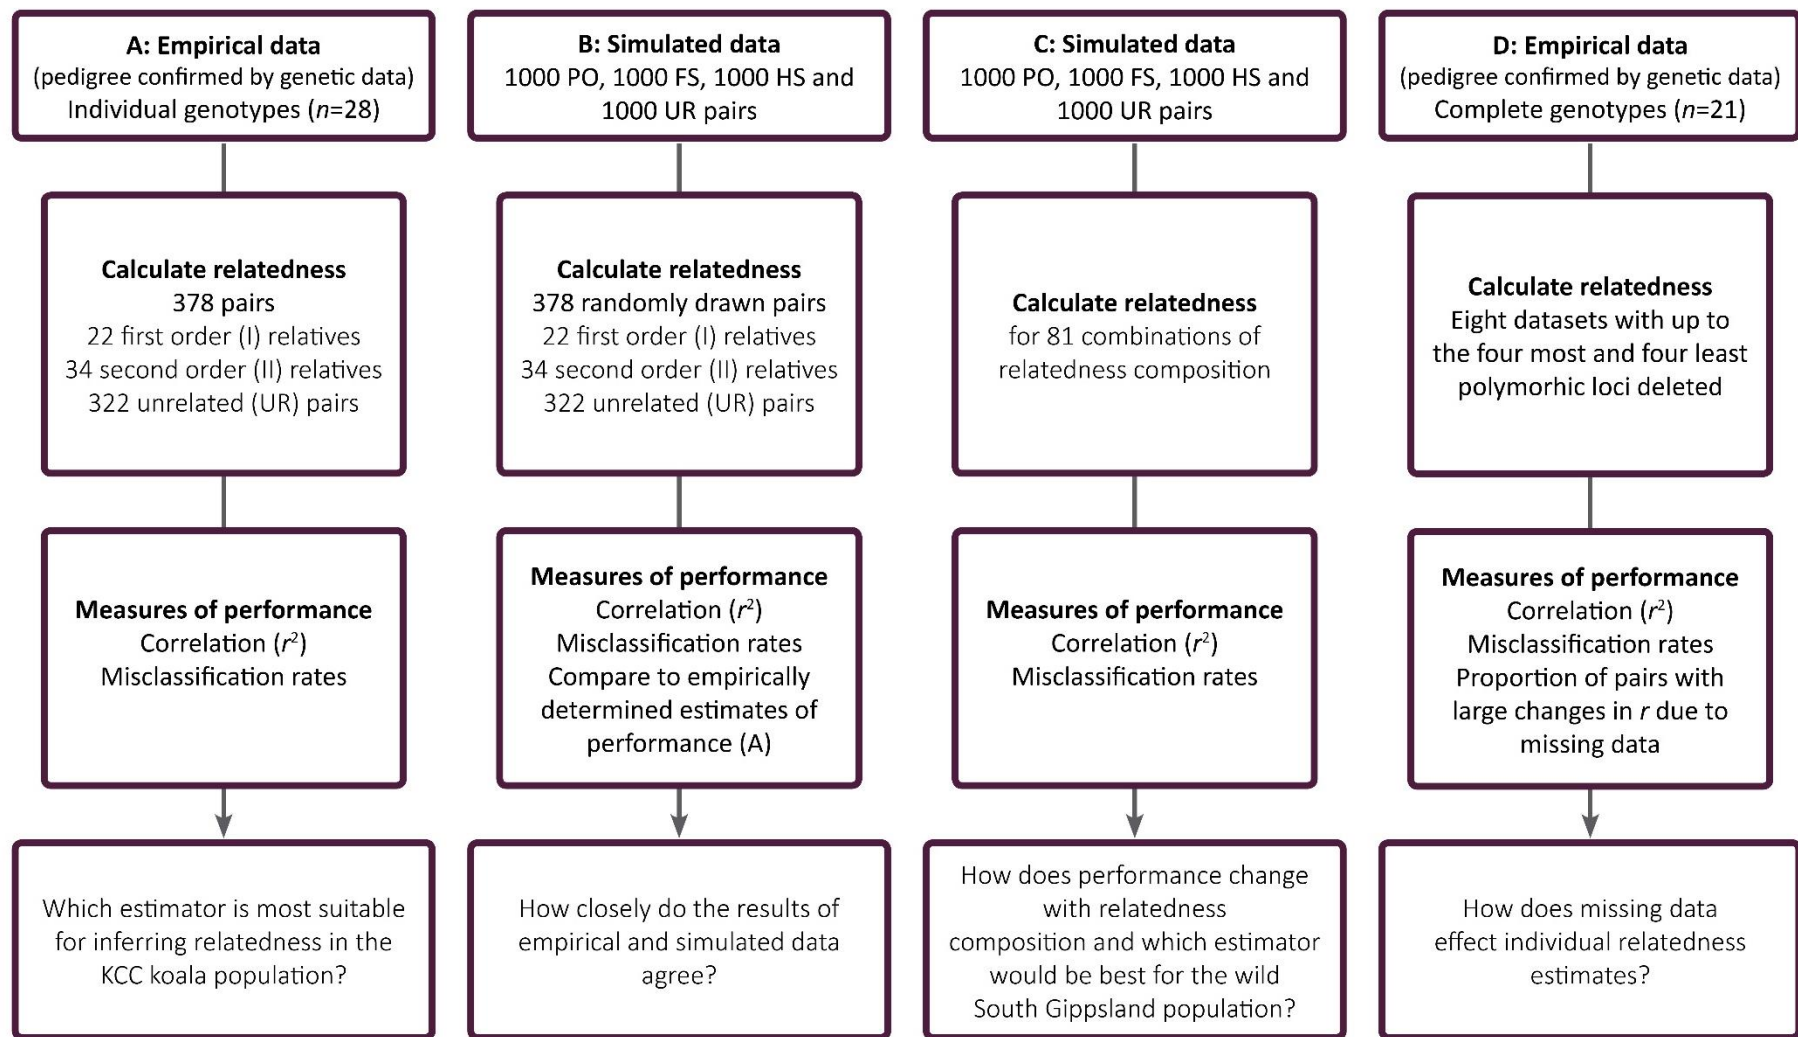 A: Empirical data
(pedigree confirmed by genetic data)
Individual genotypes (n=28)
Calculate relatedness
378 pairs
22 first order (I) relatives
34 second order (II) relatives
322 unrelated (UR) pairs
Measures of performance
Correlation (r²)
Misclassification rates
Which estimator is most suitable
for inferring relatedness in the
KCC koala population?
B: Simulated data
1000 PO, 1000 FS, 1000 HS and
1000 UR pairs
Calculate relatedness
378 randomly drawn pairs
22 first order (I) relatives
34 second order (II) relatives
322 unrelated (UR) pairs
Measures of performance
Correlation (r²)
Misclassification rates
Compare to empirically
determined estimates of
performance (A)
How closely do the results of
empirical and simulated data
agree?
C: Simulated data
1000 PO, 1000 FS, 1000 HS and
1000 UR pairs
Calculate relatedness
for 81 combinations of
relatedness composition
Measures of performance
Correlation (r²)
Misclassification rates
How does performance change
with relatedness
composition and which estimator
would be best for the wild
South Gippsland population?
D: Empirical data
(pedigree confirmed by genetic data)
Complete genotypes (n=21)
Calculate relatedness
Eight datasets with up to
the four most and four least
polymorhic loci deleted
Measures of performance
Correlation (r²)
Misclassification rates
Proportion of pairs with
large changes in r due to
missing data
How does missing data
effect individual relatedness
estimates?